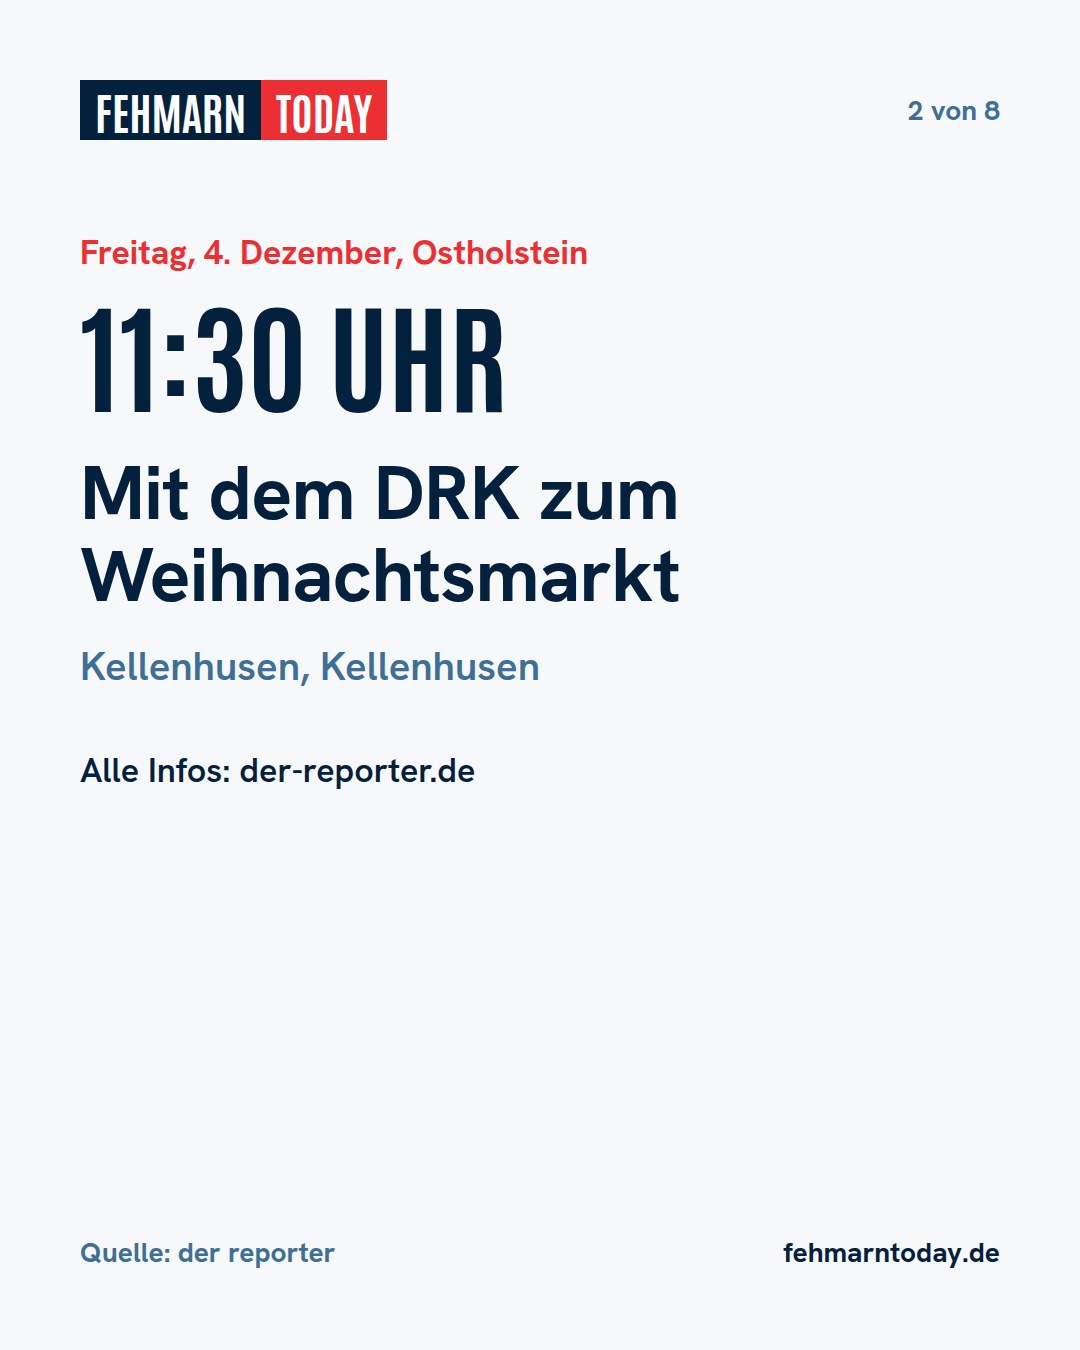 FEHMARN TODAY
2 von 8
Freitag, 4. Dezember, Ostholstein
11:30 UHR
Mit dem DRK zum
Weihnachtsmarkt
Kellenhusen, Kellenhusen
Alle Infos: der-reporter.de
Quelle: der reporter
fehmarntoday.de